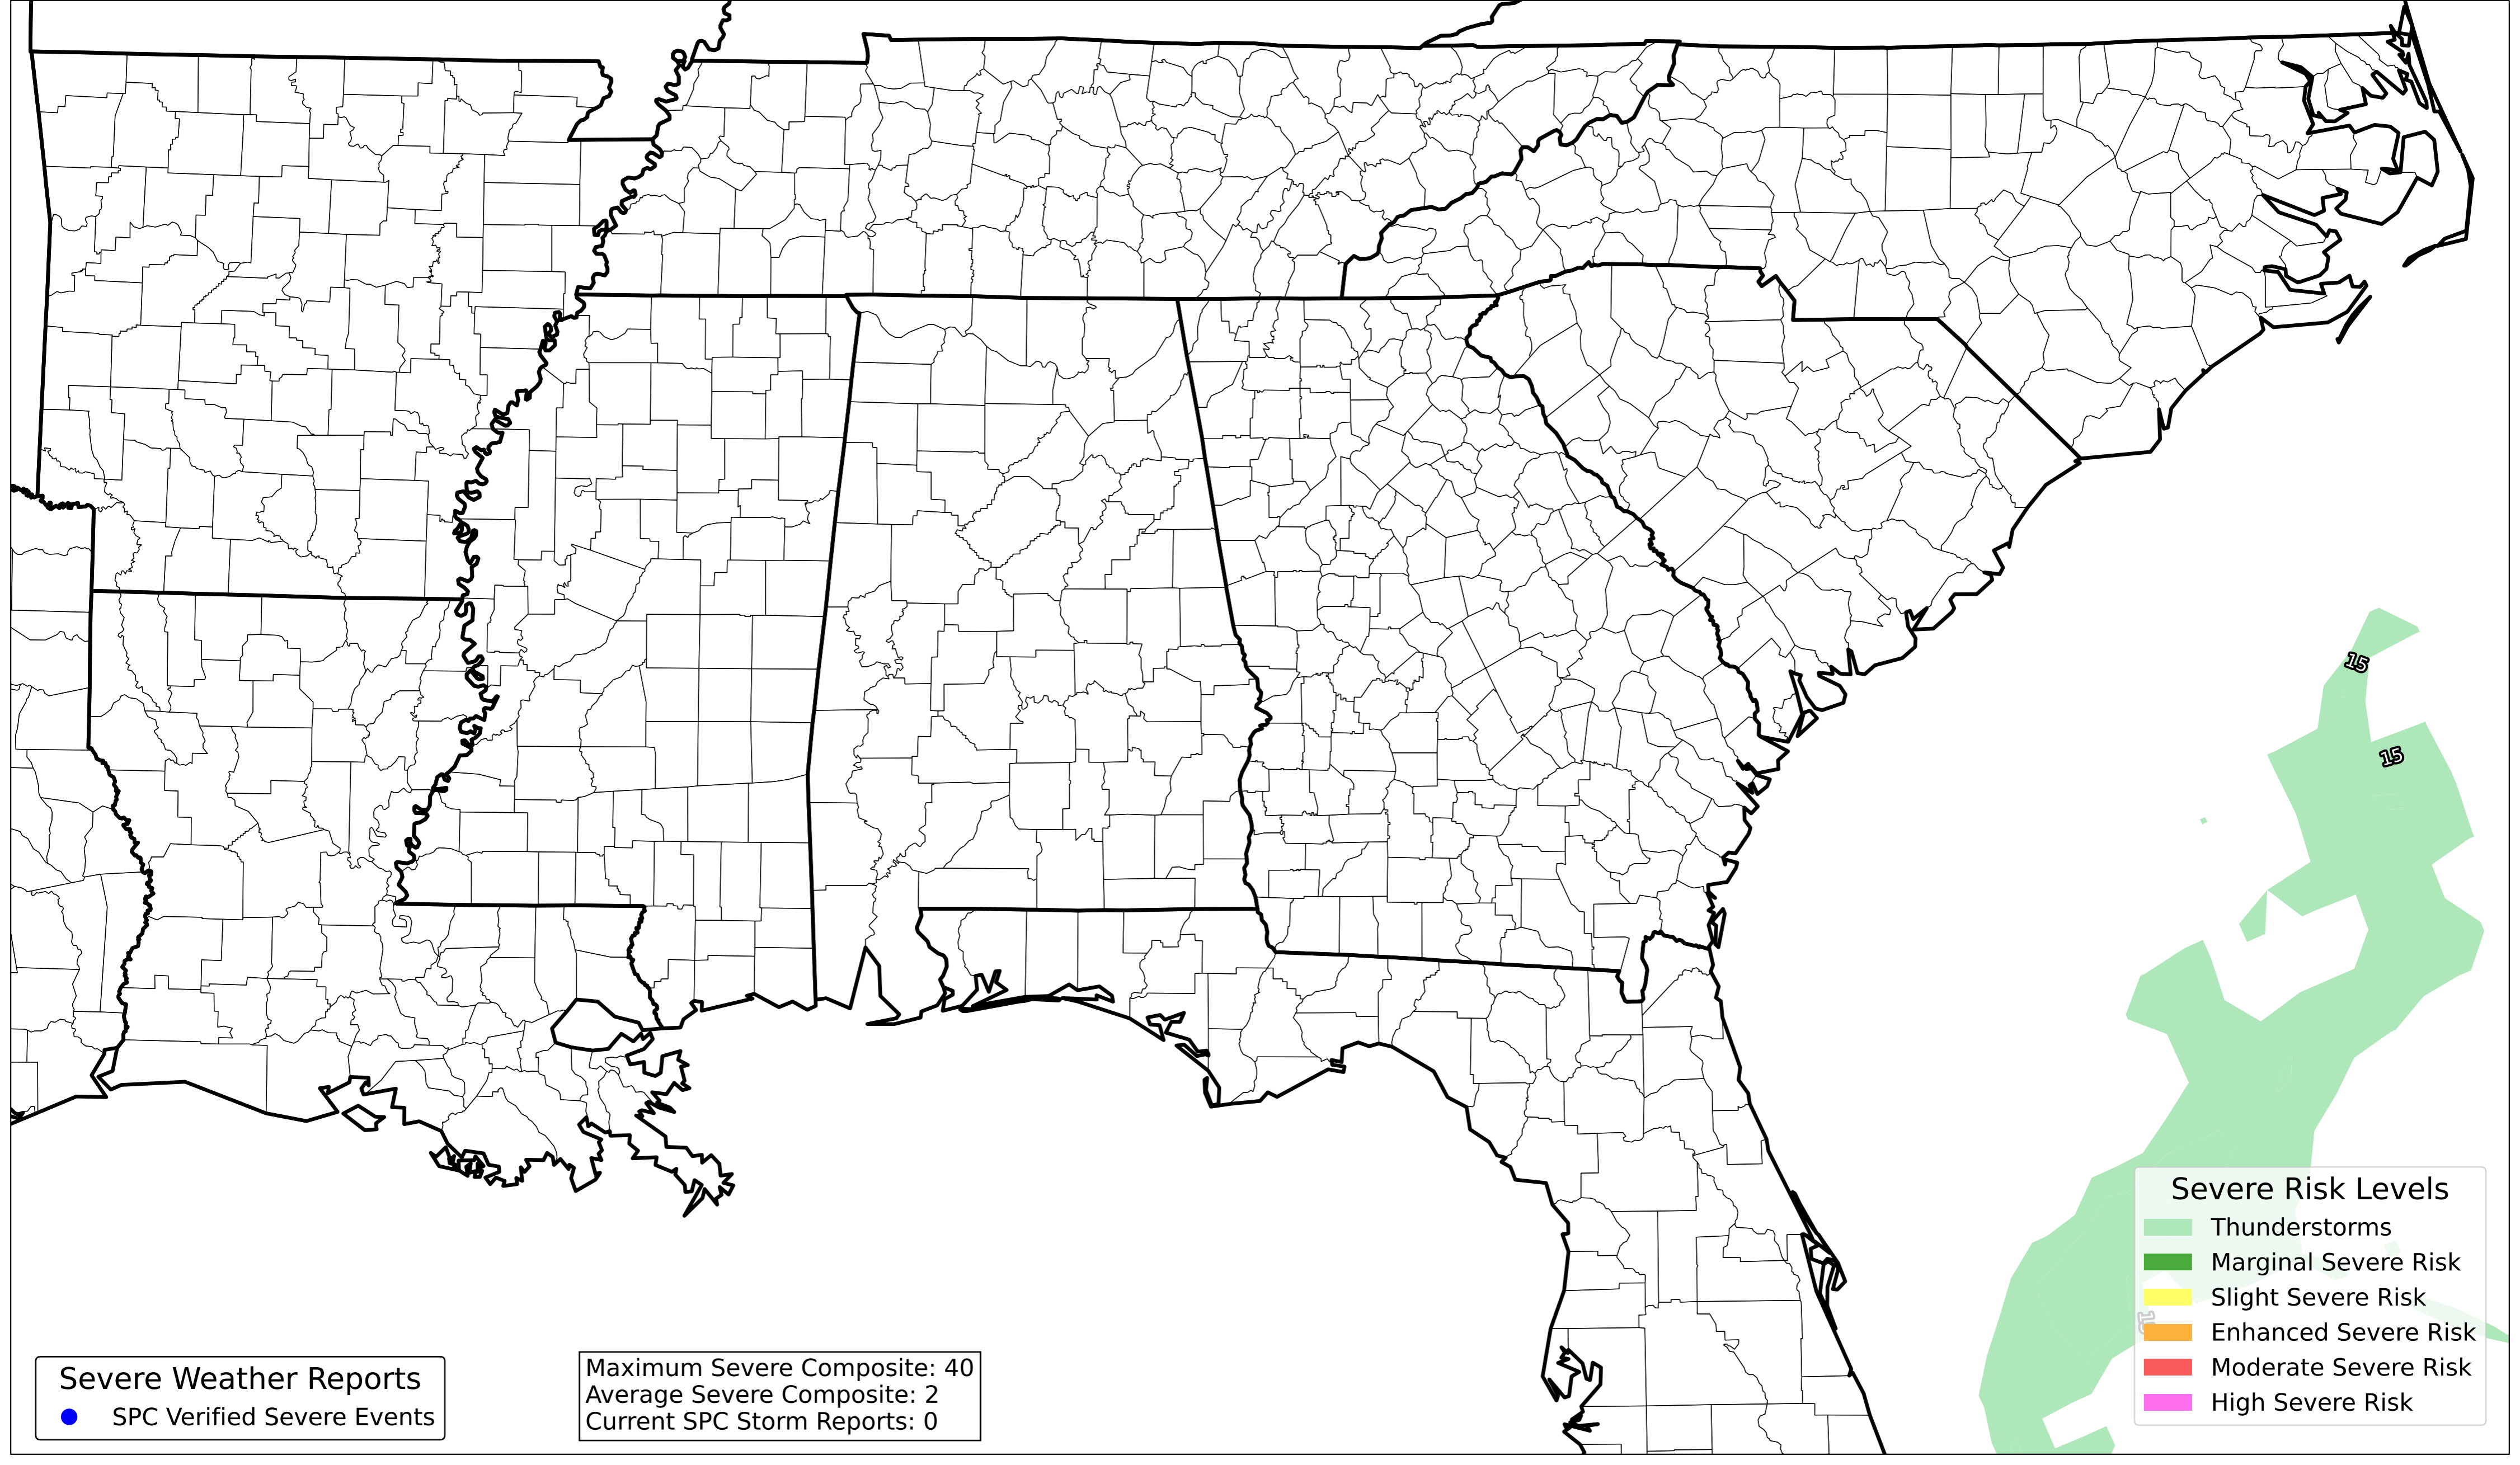 15
15
Severe Risk Levels
Thunderstorms
Marginal Severe Risk
Slight Severe Risk
15
Enhanced Severe Risk
Moderate Severe Risk
High Severe Risk
Severe Weather Reports
SPC Verified Severe Events
Maximum Severe Composite: 40
Average Severe Composite: 2
Current SPC Storm Reports: 0